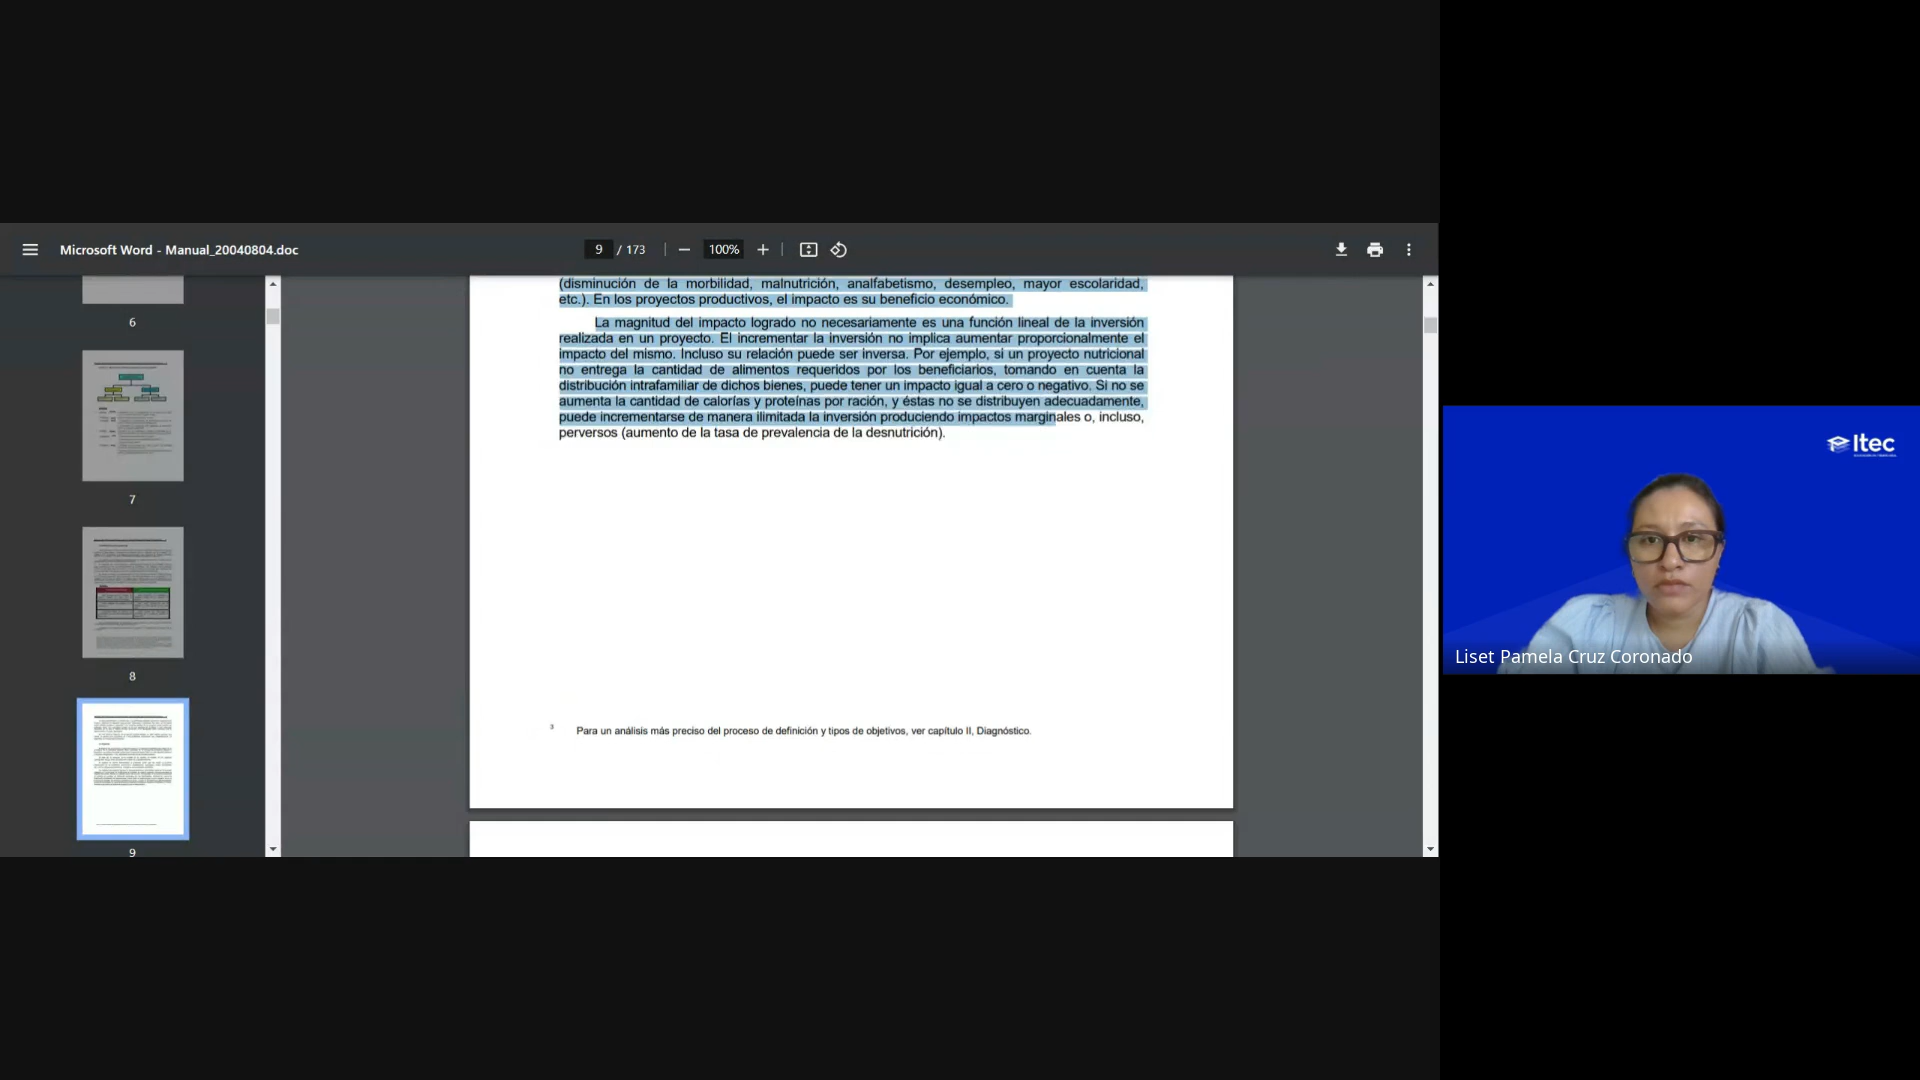 Microsoft Word - Manual_20040804.doc
9 / 173
100%
6
7
8
9
(disminución de la morbilidad, malnutrición, analfabetismo, desempleo, mayor escolaridad,
etc.). En los proyectos productivos, el impacto es su beneficio económico.
La magnitud del impacto logrado no necesariamente es una función lineal de la inversión
realizada en un proyecto. El incrementar la inversión no implica aumentar proporcionalmente el
impacto del mismo. Incluso su relación puede ser inversa. Por ejemplo, si un proyecto nutricional
no entrega la cantidad de alimentos requeridos por los beneficiarios, tomando en cuenta la
distribución intrafamiliar de dichos bienes, puede tener un impacto igual a cero o negativo. Si no se
aumenta la cantidad de calorías y proteínas por ración, y éstas no se distribuyen adecuadamente,
puede incrementarse de manera ilimitada la inversión produciendo impactos marginales o, incluso,
perversos (aumento de la tasa de prevalencia de la desnutrición).
3 Para un análisis más preciso del proceso de definición y tipos de objetivos, ver capítulo II, Diagnóstico.
Itec
Liset Pamela Cruz Coronado